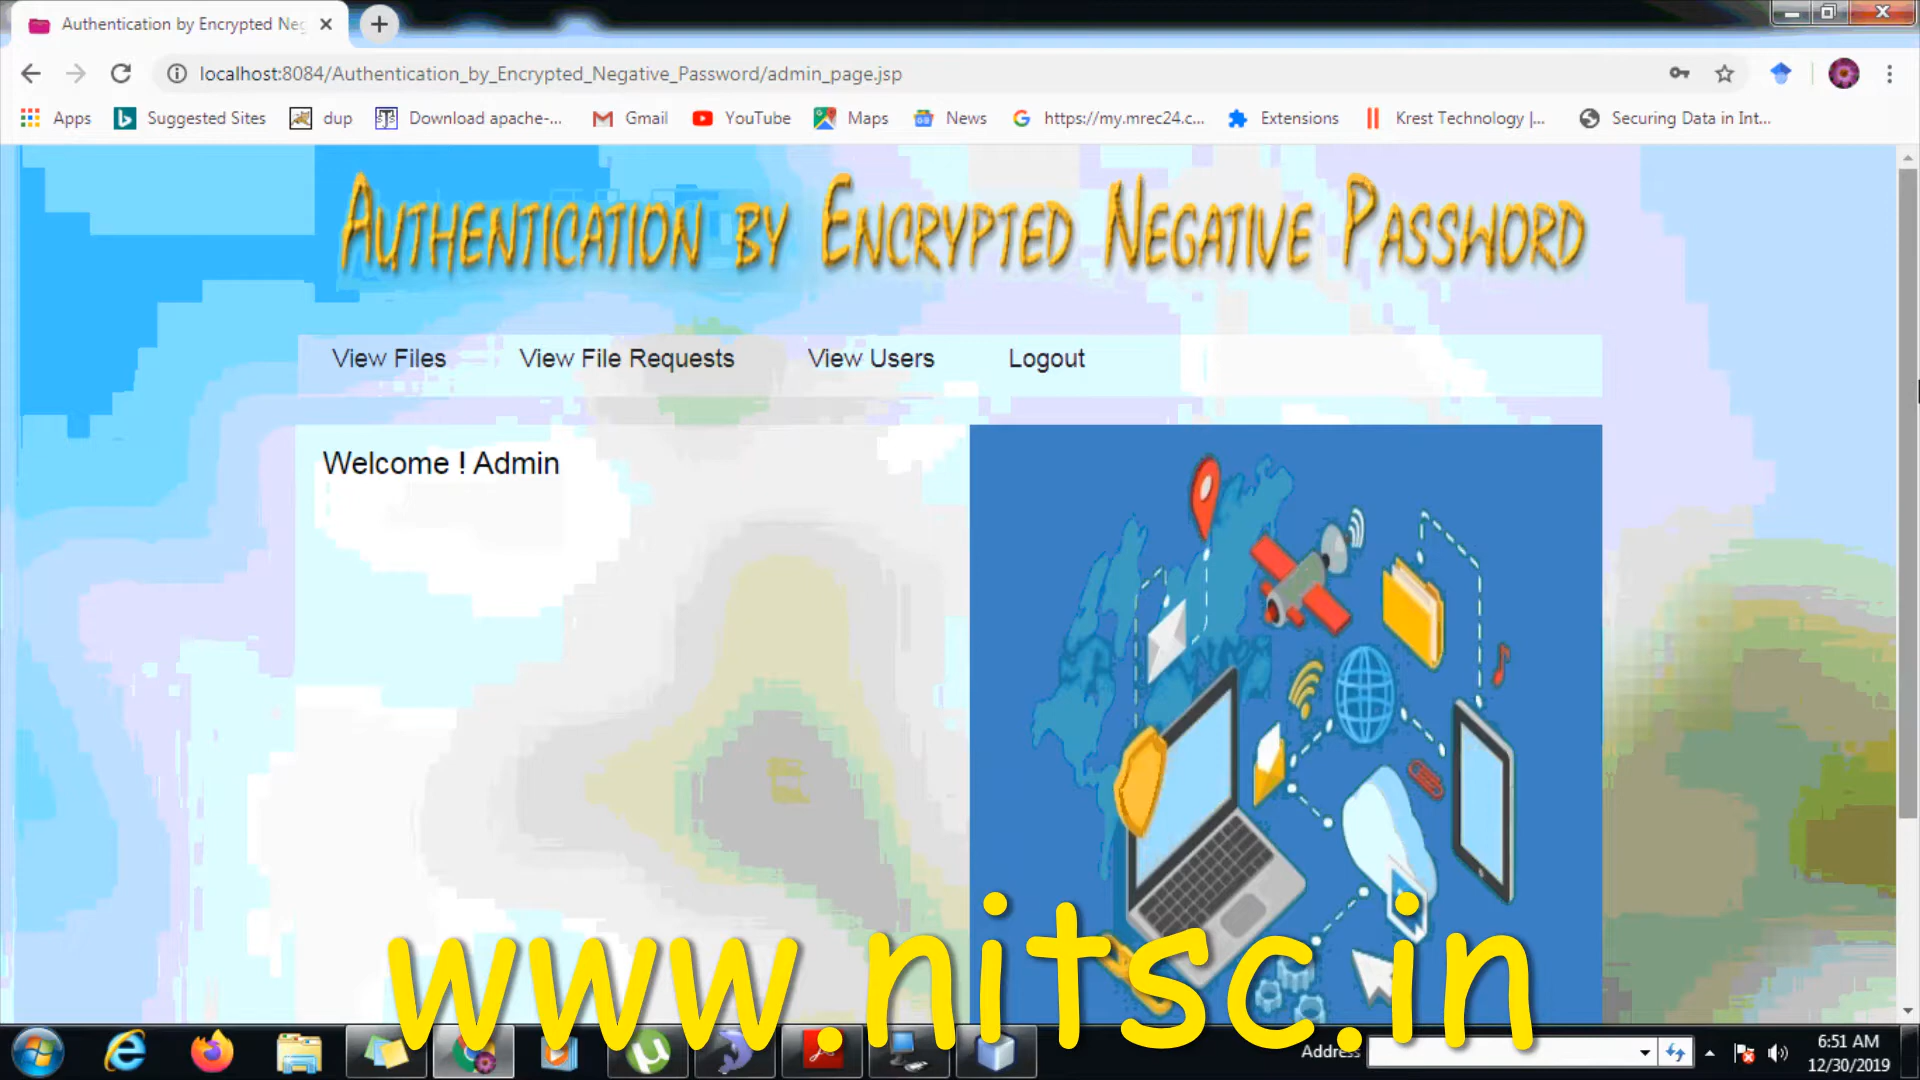 Authentication by Encrypted Neg
localhost:8084/Authentication_by_Encrypted_Negative_Password/admin_page.jsp
Apps Suggested Sites dup Download apache-... Gmail YouTube Maps News https://my.mrec24.c... Extensions Krest Technology |... Securing Data in Int...
AUTHENTICATION BY ENCRYPTED NEGATIVE PASSWORD
View Files View File Requests View Users Logout
Welcome ! Admin
www.nitsc.in
Address
6:51 AM
12/30/2019